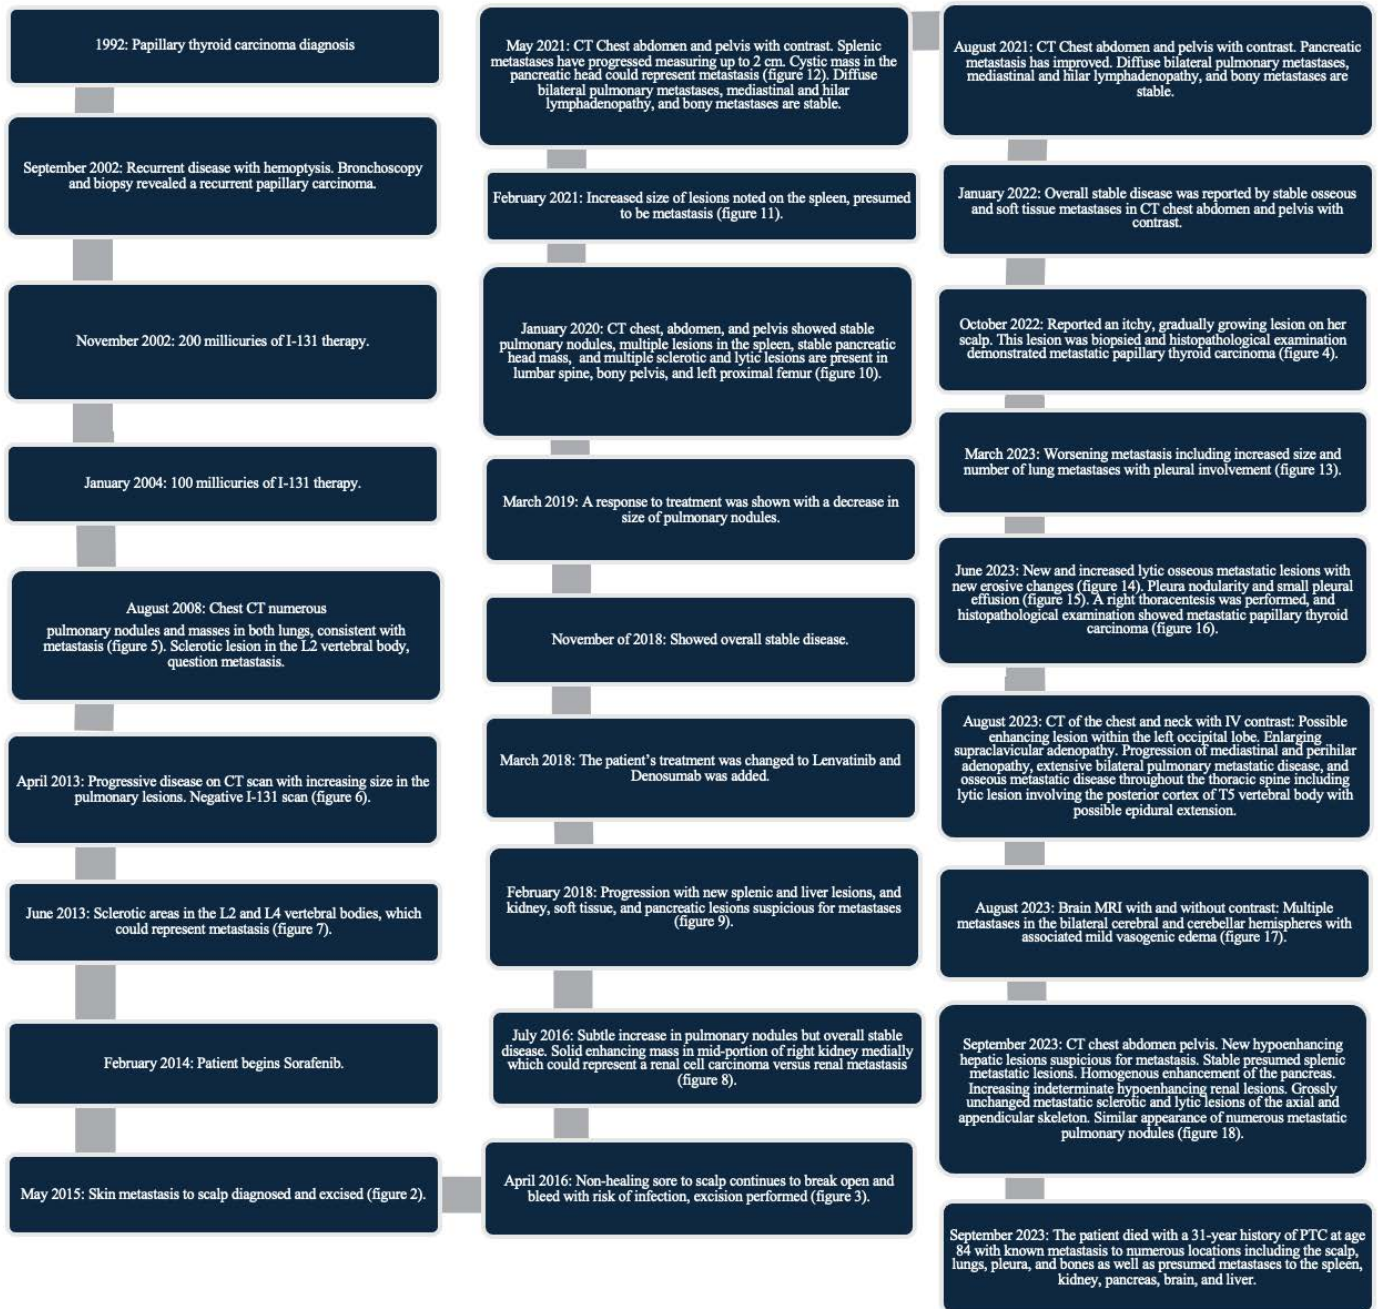 1992: Papillary thyroid carcinoma diagnosis
September 2002: Recurrent disease with hemoptysis. Bronchoscopy
and biopsy revealed a recurrent papillary carcinoma.
November 2002: 200 millicuries of I-131 therapy.
January 2004: 100 millicuries of I-131 therapy.
August 2008: Chest CT numerous
pulmonary nodules and masses in both lungs, consistent with
metastasis (figure 5). Sclerotic lesion in the L2 vertebral body,
question metastasis.
April 2013: Progressive disease on CT scan with increasing size in the
pulmonary lesions. Negative I-131 scan (figure 6).
June 2013: Sclerotic areas in the L2 and L4 vertebral bodies, which
could represent metastasis (figure 7).
February 2014: Patient begins Sorafenib.
May 2015: Skin metastasis to scalp diagnosed and excised (figure 2).
April 2016: Non-healing sore to scalp continues to break open and
bleed with risk of infection, excision performed (figure 3).
July 2016: Subtle increase in pulmonary nodules but overall stable
disease. Solid enhancing mass in mid-portion of right kidney medially
which could represent a renal cell carcinoma versus renal metastasis
(figure 8).
February 2018: Progression with new splenic and liver lesions, and
kidney, soft tissue, and pancreatic lesions suspicious for metastases
(figure 9).
March 2018: The patient's treatment was changed to Lenvatinib and
Denosumab was added.
November of 2018: Showed overall stable disease.
March 2019: A response to treatment was shown with a decrease in
size of pulmonary nodules.
January 2020: CT chest, abdomen, and pelvis showed stable
pulmonary nodules, multiple lesions in the spleen, stable pancreatic
head mass, and multiple sclerotic and lytic lesions are present in
lumbar spine, bony pelvis, and left proximal femur (figure 10).
February 2021: Increased size of lesions noted on the spleen, presumed
to be metastasis (figure 11).
May 2021: CT Chest abdomen and pelvis with contrast. Splenic
metastases have progressed measuring up to 2 cm. Cystic mass in the
pancreatic head could represent metastasis (figure 12). Diffuse
bilateral pulmonary metastases, mediastinal and hilar
lymphadenopathy, and bony metastases are stable.
August 2021: CT Chest abdomen and pelvis with contrast. Pancreatic
metastasis has improved. Diffuse bilateral pulmonary metastases,
mediastinal and hilar lymphadenopathy, and bony metastases are
stable.
January 2022: Overall stable disease was reported by stable osseous
and soft tissue metastases in CT chest abdomen and pelvis with
contrast.
October 2022: Reported an itchy, gradually growing lesion on her
scalp. This lesion was biopsied and histopathological examination
demonstrated metastatic papillary thyroid carcinoma (figure 4).
March 2023: Worsening metastasis including increased size and
number of lung metastases with pleural involvement (figure 13).
June 2023: New and increased lytic osseous metastatic lesions with
new erosive changes (figure 14). Pleura nodularity and small pleural
effusion (figure 15). A right thoracentesis was performed, and
histopathological examination showed metastatic papillary thyroid
carcinoma (figure 16).
August 2023: CT of the chest and neck with IV contrast: Possible
enhancing lesion within the left occipital lobe. Enlarging
supraclavicular adenopathy. Progression of mediastinal and perihilar
adenopathy, extensive bilateral pulmonary metastatic disease, and
osseous metastatic disease throughout the thoracic spine including
lytic lesion involving the posterior cortex of T5 vertebral body with
possible epidural extension.
August 2023: Brain MRI with and without contrast: Multiple
metastases in the bilateral cerebral and cerebellar hemispheres with
associated mild vasogenic edema (figure 17).
September 2023: CT chest abdomen pelvis. New hypoenhancing
hepatic lesions suspicious for metastasis. Stable presumed splenic
metastatic lesions. Homogenous enhancement of the pancreas.
Increasing indeterminate hypoenhancing renal lesions. Grossly
unchanged metastatic sclerotic and lytic lesions of the axial and
appendicular skeleton. Similar appearance of numerous metastatic
pulmonary nodules (figure 18).
September 2023: The patient died with a 31-year history of PTC at age
84 with known metastasis to numerous locations including the scalp,
lungs, pleura, and bones as well as presumed metastases to the spleen,
kidney, pancreas, brain, and liver.